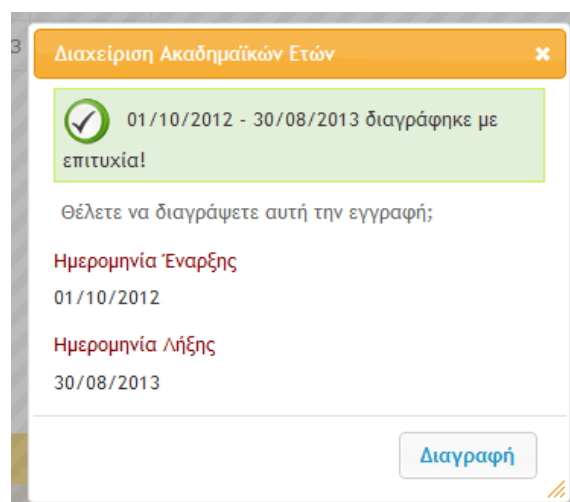 3
Διαχείριση Ακαδημαϊκών Ετών
01/10/2012 - 30/08/2013 διαγράφηκε με
επιτυχία!
Θέλετε να διαγράψετε αυτή την εγγραφή;
Ημερομηνία Έναρξης
01/10/2012
Ημερομηνία Λήξης
30/08/2013
Διαγραφή